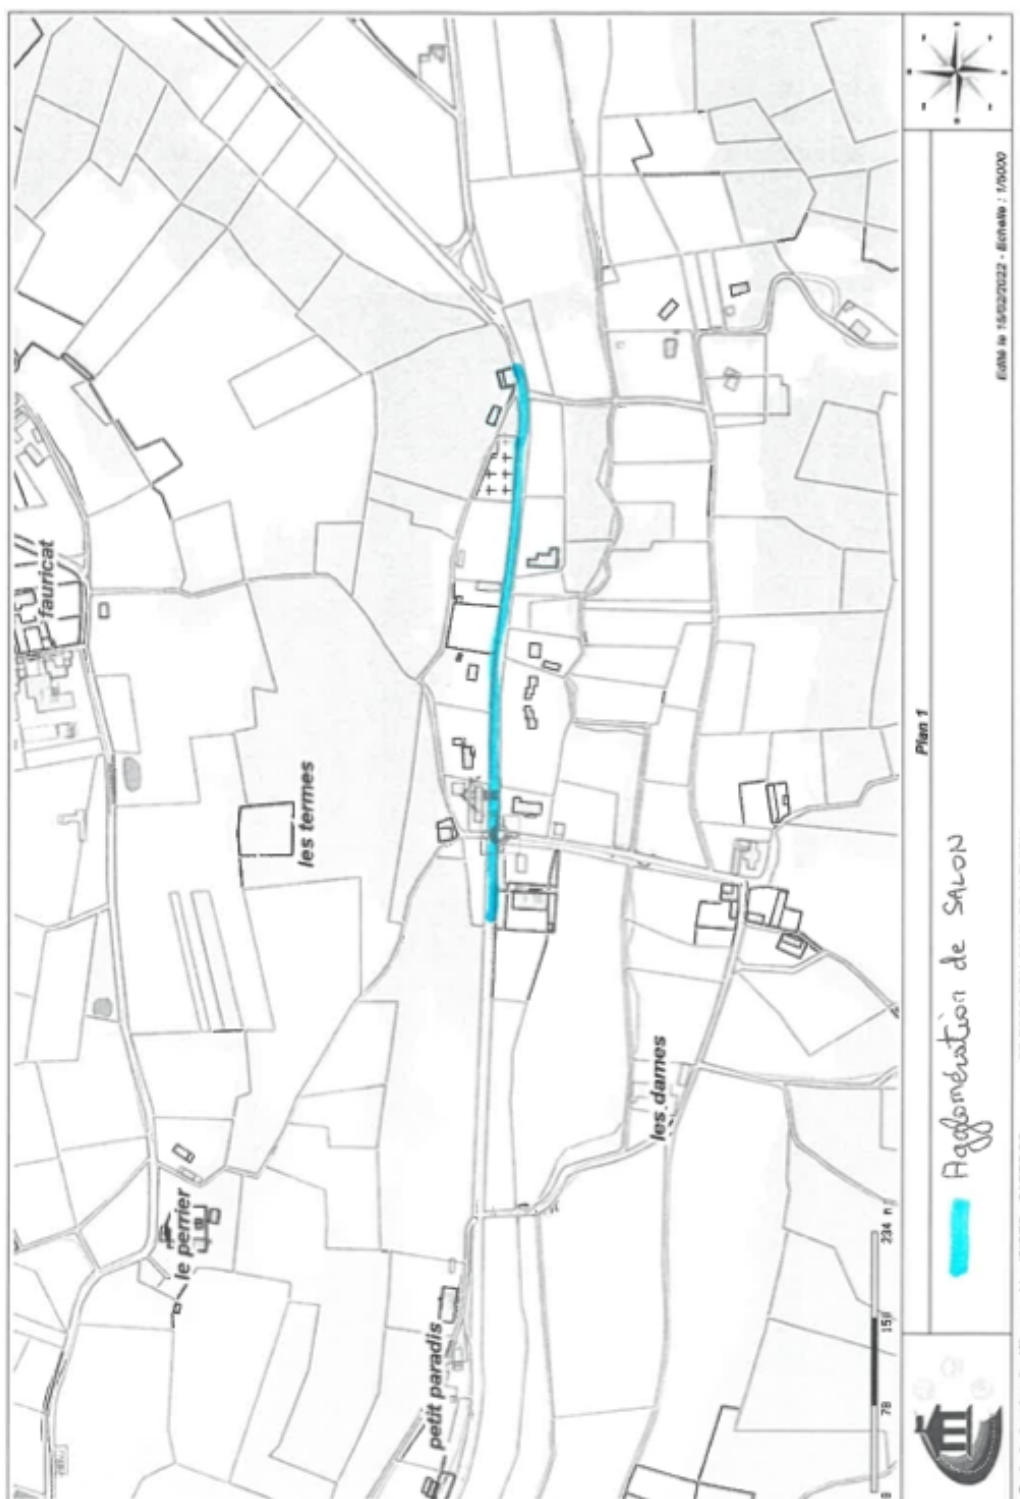 fauricat
les termes
le perrier
petit paradis
les dames
0 78 156 234 m
Plan 1
Agglomération de SALON
Edité le 15/02/2022 - Echelle : 1/5000